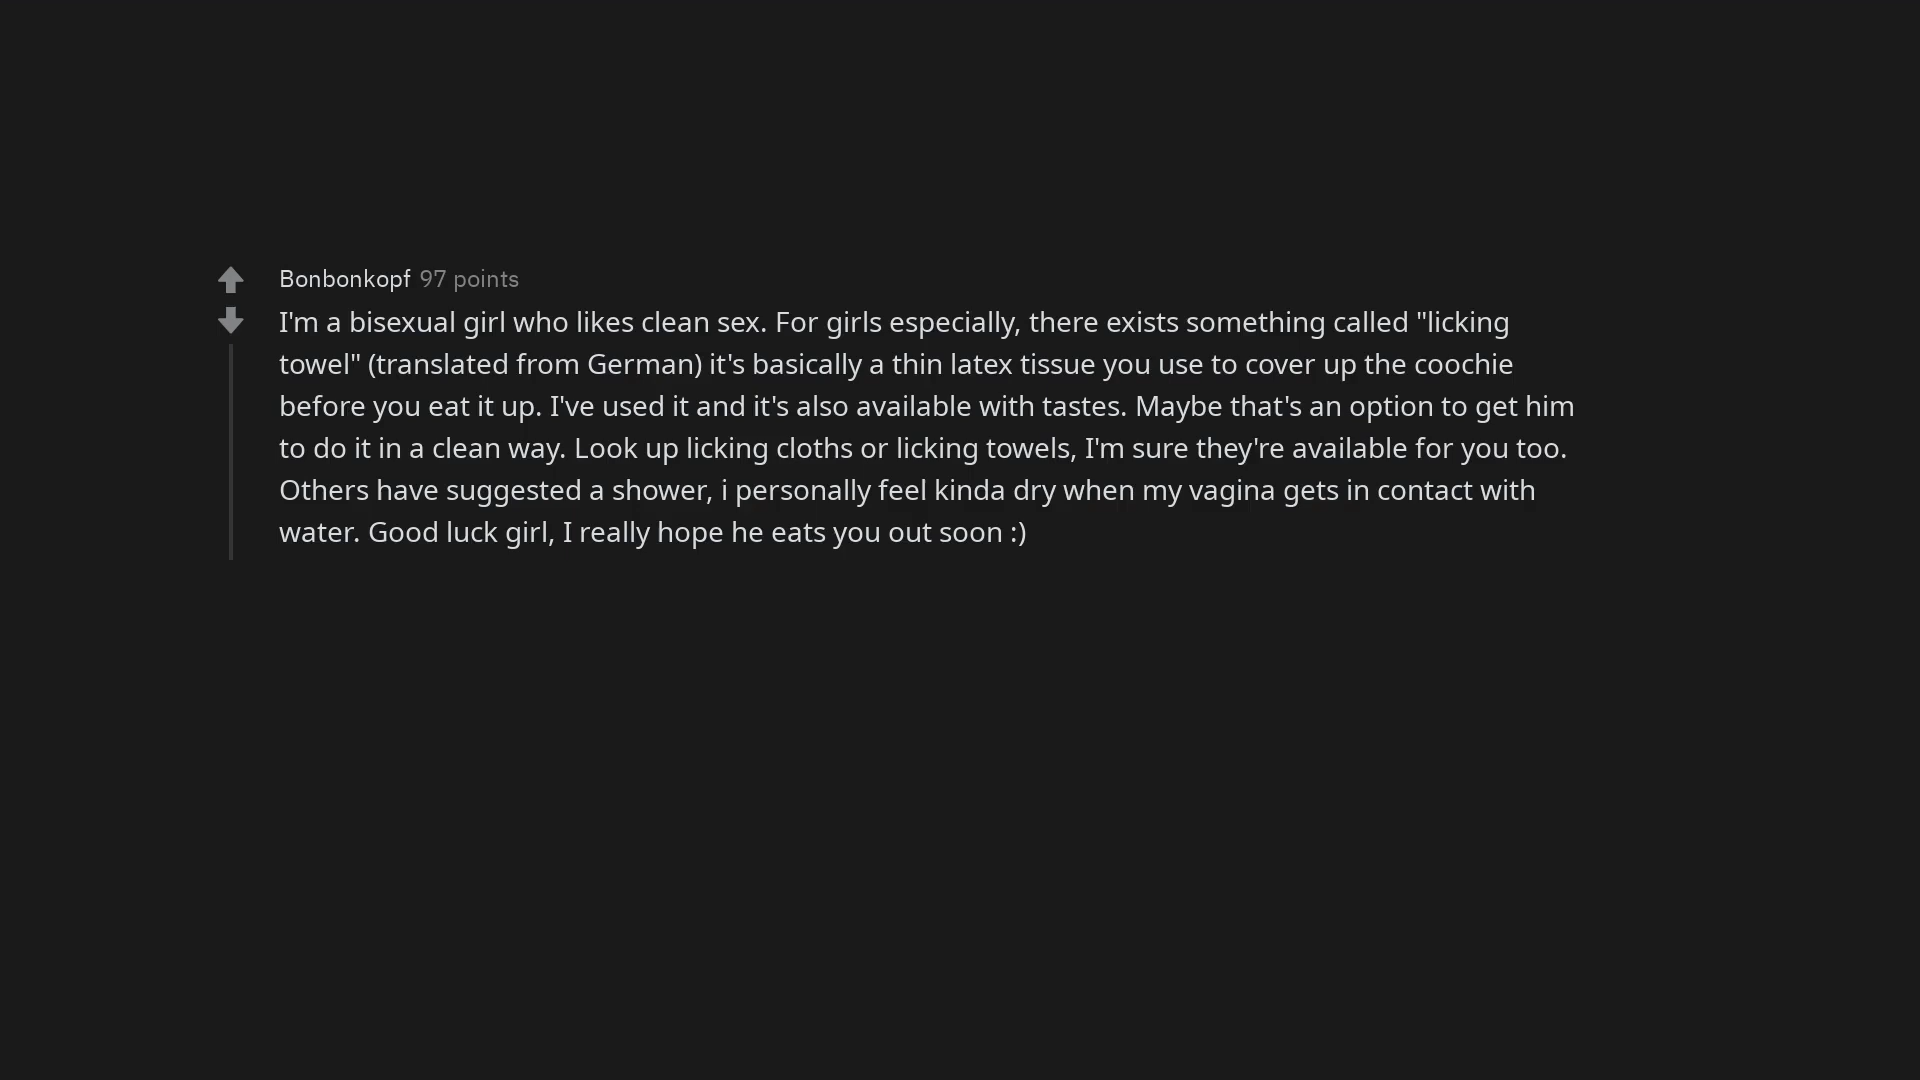 Bonbonkopf 97 points
I'm a bisexual girl who likes clean sex. For girls especially, there exists something called "licking
towel" (translated from German) it's basically a thin latex tissue you use to cover up the coochie
before you eat it up. I've used it and it's also available with tastes. Maybe that's an option to get him
to do it in a clean way. Look up licking cloths or licking towels, I'm sure they're available for you too.
Others have suggested a shower, i personally feel kinda dry when my vagina gets in contact with
water. Good luck girl, I really hope he eats you out soon :)